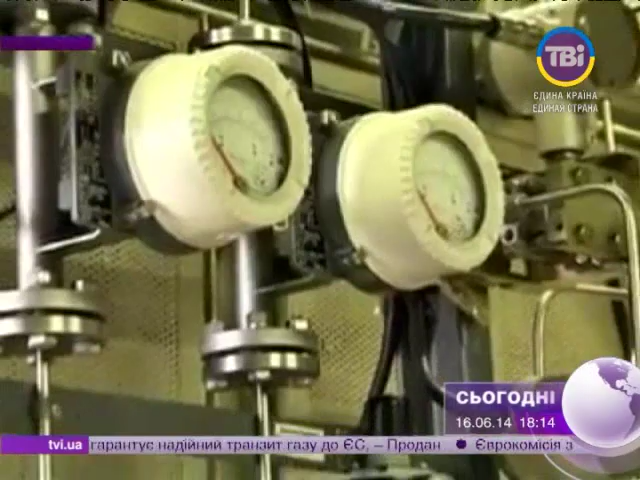 ТВі
ЄДИНА КРАЇНА
ЕДИНАЯ СТРАНА
СЬОГОДНІ
16.06.14 18:14
tvi.ua гарантує надійний транзит газу до ЄС, – Продан Єврокомісія з